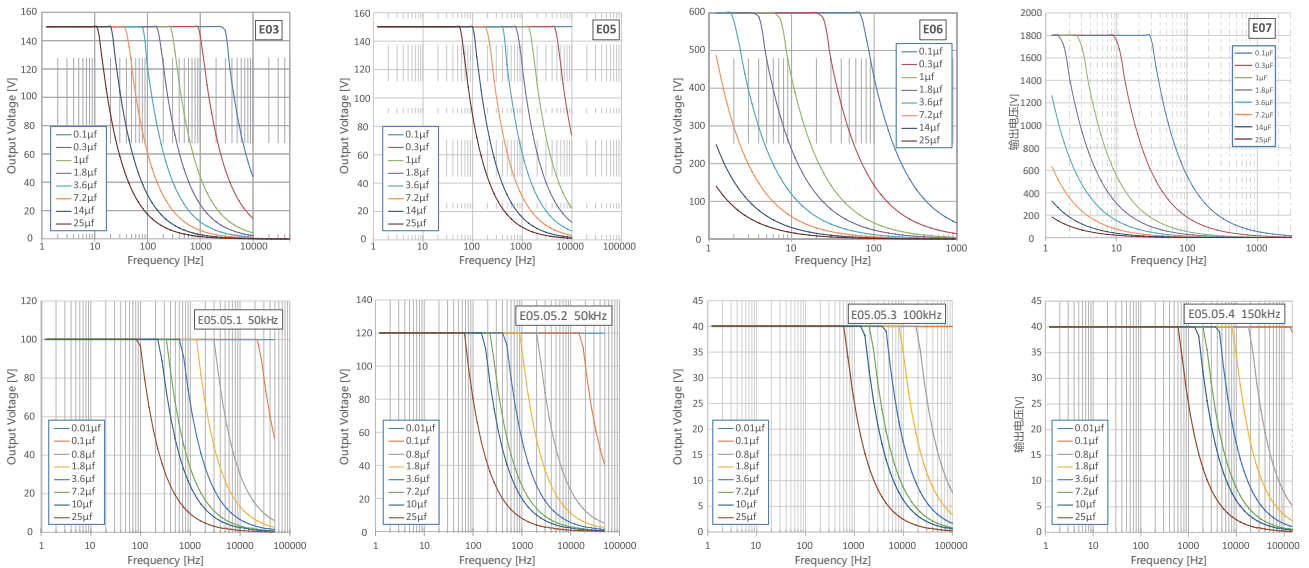 E03
Output Voltage [V]
160
140
120
100
80
60
40
20
0
0.1μf
0.3μf
1μf
1.8μf
3.6μf
7.2μf
14μf
25μf
1 10 100 1000 10000
Frequency [Hz]
E05
Output Voltage [V]
160
140
120
100
80
60
40
20
0
0.1μf
0.3μf
1μf
1.8μf
3.6μf
7.2μf
14μf
25μf
1 10 100 1000 10000 100000
Frequency [Hz]
E06
Output Voltage [V]
600
500
400
300
200
100
0
0.1μf
0.3μf
1μf
1.8μf
3.6μf
7.2μf
14μf
25μf
1 10 100 1000
Frequency [Hz]
E07
输出电压[V]
2000
1800
1600
1400
1200
1000
800
600
400
200
0
0.1μF
0.3μF
1μF
1.8μF
3.6μF
7.2μF
14μF
25μF
1 10 100 1000
Frequency [Hz]
E05.05.1 50kHz
Output Voltage [V]
120
100
80
60
40
20
0
0.01μf
0.1μf
0.8μf
1.8μf
3.6μf
7.2μf
10μf
25μf
1 10 100 1000 10000 100000
Frequency [Hz]
E05.05.2 50kHz
Output Voltage [V]
140
120
100
80
60
40
20
0
0.01μf
0.1μf
0.8μf
1.8μf
3.6μf
7.2μf
10μf
25μf
1 10 100 1000 10000 100000
Frequency [Hz]
E05.05.3 100kHz
Output Voltage [V]
45
40
35
30
25
20
15
10
5
0
0.01μf
0.1μf
0.8μf
1.8μf
3.6μf
7.2μf
10μf
25μf
1 10 100 1000 10000 100000
Frequency [Hz]
E05.05.4 150kHz
输出电压[V]
45
40
35
30
25
20
15
10
5
0
0.01μf
0.1μf
0.8μf
1.8μf
3.6μf
7.2μf
10μf
25μf
1 10 100 1000 10000 100000
Frequency [Hz]